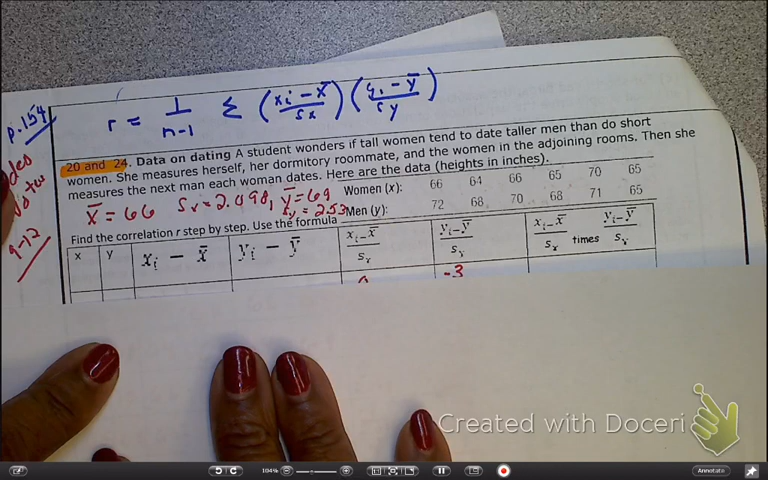 p.154
r = 1/(n-1) Σ ((xi - x̄)/sx) ((yi - ȳ)/sy)
20 and 24. Data on dating A student wonders if tall women tend to date taller men than do short
women. She measures herself, her dormitory roommate, and the women in the adjoining rooms. Then she
measures the next man each woman dates. Here are the data (heights in inches).
x̄ = 66 Sx = 2.098, ȳ = 69
sy = 2.53
Women (x): 66 64 66 65 70 65
Men (y): 72 68 70 68 71 65
9-12
Find the correlation r step by step. Use the formula
x y xi - x̄ yi - ȳ (xi - x̄)/sx (yi - ȳ)/sy (xi - x̄)/sx times (yi - ȳ)/sy
-3
Created with Doceri
104%
Annotate